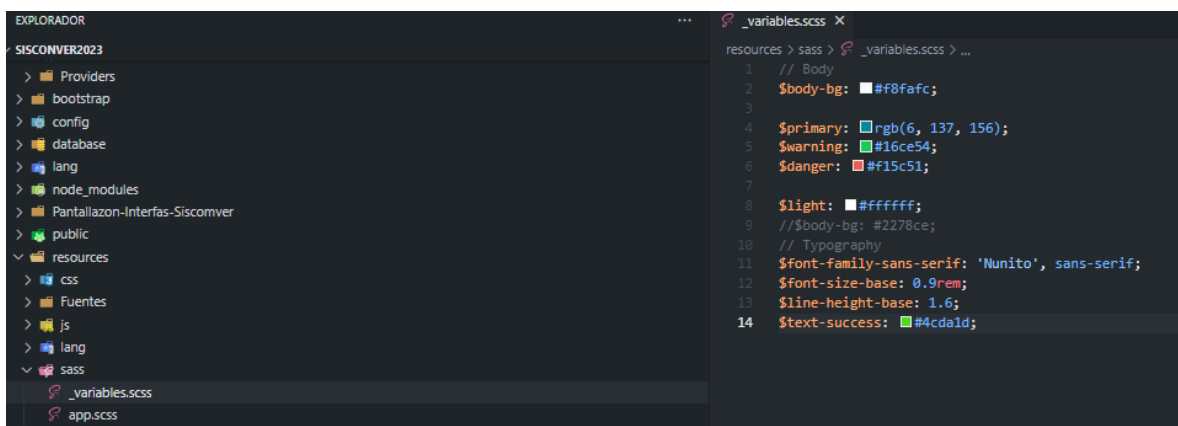 EXPLORADOR
SISCONVER2023
Providers
bootstrap
config
database
lang
node_modules
Pantallazon-Interfas-Siscomver
public
resources
css
Fuentes
js
lang
sass
_variables.scss
app.scss
_variables.scss
resources > sass > _variables.scss > ...
1 // Body
2 $body-bg: #f8fafc;
3
4 $primary: rgb(6, 137, 156);
5 $warning: #16ce54;
6 $danger: #f15c51;
7
8 $light: #ffffff;
9 //$body-bg: #2278ce;
10 // Typography
11 $font-family-sans-serif: 'Nunito', sans-serif;
12 $font-size-base: 0.9rem;
13 $line-height-base: 1.6;
14 $text-success: #4cda1d;